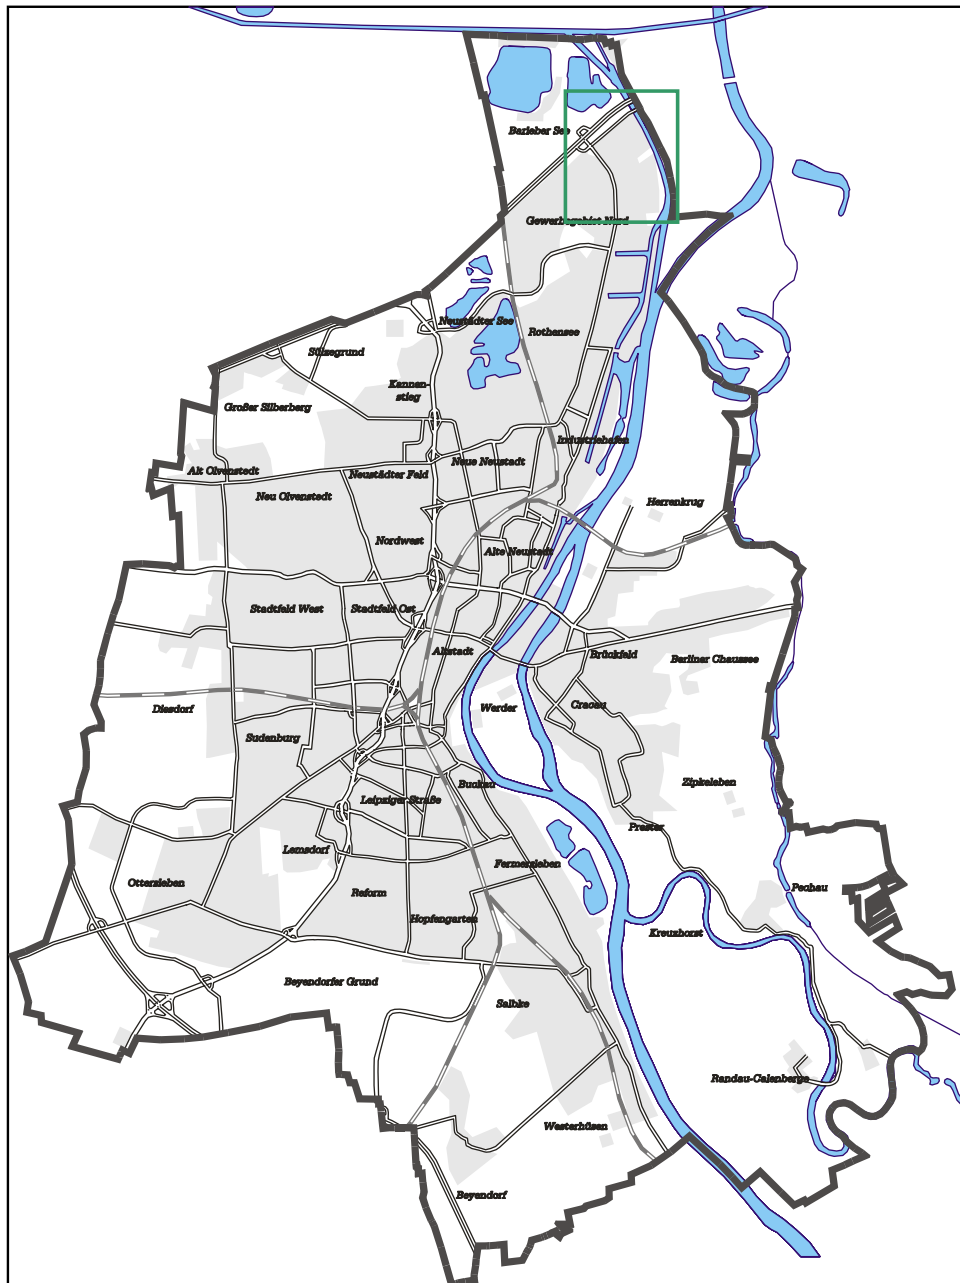 Barleber See
Gewerbegebiet Nord
Neustädter See
Rothensee
Sülzegrund
Kannen-
stieg
Großer Silberberg
Industriehafen
Alt Olvenstedt
Neustädter Feld
Neue Neustadt
Neu Olvenstedt
Herrenkrug
Nordwest
Alte Neustadt
Stadtfeld West
Stadtfeld Ost
Altstadt
Brückfeld
Berliner Chaussee
Diesdorf
Werder
Cracau
Sudenburg
Zipkeleben
Buckau
Leipziger Straße
Prester
Lemsdorf
Fermersleben
Ottersleben
Reform
Pechau
Hopfengarten
Kreuzhorst
Beyendorfer Grund
Salbke
Randau-Calenberge
Westerhüsen
Beyendorf